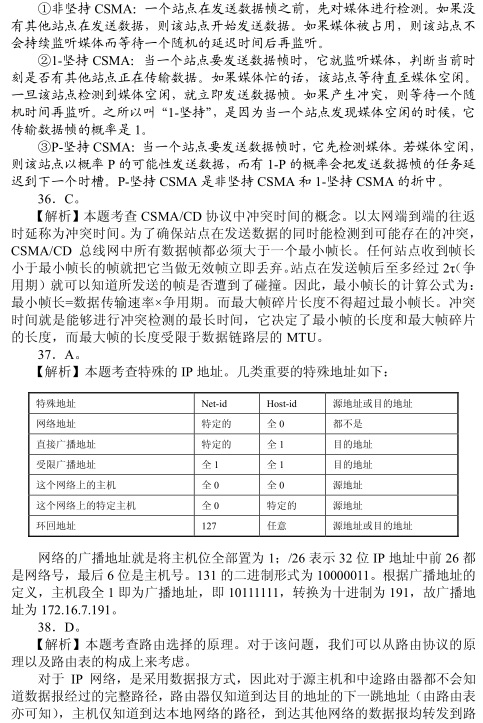 ①非坚持 CSMA：一个站点在发送数据帧之前，先对媒体进行检测。如果没
有其他站点在发送数据，则该站点开始发送数据。如果媒体被占用，则该站点不
会持续监听媒体而等待一个随机的延迟时间后再监听。
②1-坚持 CSMA：当一个站点要发送数据帧时，它就监听媒体，判断当前时
刻是否有其他站点正在传输数据。如果媒体忙的话，该站点等待直至媒体空闲。
一旦该站点检测到媒体空闲，就立即发送数据帧。如果产生冲突，则等待一个随
机时间再监听。之所以叫“1-坚持”，是因为当一个站点发现媒体空闲的时候，它
传输数据帧的概率是 1。
③P-坚持 CSMA：当一个站点要发送数据帧时，它先检测媒体。若媒体空闲，
则该站点以概率 P 的可能性发送数据，而有 1-P 的概率会把发送数据帧的任务延
迟到下一个时槽。P-坚持 CSMA 是非坚持 CSMA 和 1-坚持 CSMA 的折中。
36．C。
【解析】本题考查 CSMA/CD 协议中冲突时间的概念。以太网端到端的往返
时延称为冲突时间。为了确保站点在发送数据的同时能检测到可能存在的冲突，
CSMA/CD 总线网中所有数据帧都必须大于一个最小帧长。任何站点收到帧长
小于最小帧长的帧就把它当做无效帧立即丢弃。站点在发送帧后至多经过 2τ（争
用期）就可以知道所发送的帧是否遭到了碰撞。因此，最小帧长的计算公式为：
最小帧长=数据传输速率×争用期。而最大帧碎片长度不得超过最小帧长。冲突
时间就是能够进行冲突检测的最长时间，它决定了最小帧的长度和最大帧碎片
的长度，而最大帧的长度受限于数据链路层的 MTU。
37．A。
【解析】本题考查特殊的 IP 地址。几类重要的特殊地址如下：
特殊地址 Net-id Host-id 源地址或目的地址
网络地址 特定的 全 0 都不是
直接广播地址 特定的 全 1 目的地址
受限广播地址 全 1 全 1 目的地址
这个网络上的主机 全 0 全 0 源地址
这个网络上的特定主机 全 0 特定的 源地址
环回地址 127 任意 源地址或目的地址
网络的广播地址就是将主机位全部置为 1；/26 表示 32 位 IP 地址中前 26 都
是网络号，最后 6 位是主机号。131 的二进制形式为 10000011。根据广播地址的
定义，主机段全 1 即为广播地址，即 10111111，转换为十进制为 191，故广播地
址为 172.16.7.191。
38．D。
【解析】本题考查路由选择的原理。对于该问题，我们可以从路由协议的原
理以及路由表的构成上来考虑。
对于 IP 网络，是采用数据报方式，因此对于源主机和中途路由器都不会知
道数据报经过的完整路径，路由器仅知道到达目的地址的下一跳地址（由路由表
亦可知），主机仅知道到达本地网络的路径，到达其他网络的数据报均转发到路